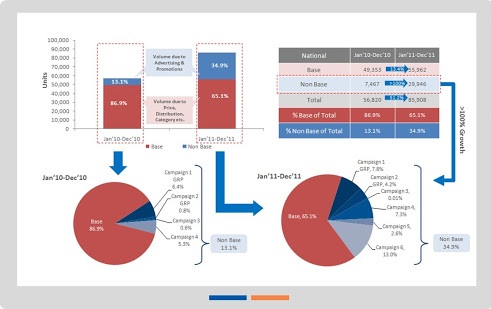 Units
100,000
90,000
80,000
70,000
60,000
50,000
40,000
30,000
20,000
10,000
0
13.1%
86.9%
34.9%
65.1%
Volume due to
Advertising &
Promotions
Volume due to
Price,
Distribution,
Category etc.
Jan'10-Dec'10
Jan'11-Dec'11
Base
Non Base
National Jan'10-Dec'10 Jan'11-Dec'11
Base 49,353 13.4% 55,962
Non Base 7,467 >100% 29,946
Total 56,820 51.2% 85,908
% Base of Total 86.9% 65.1%
% Non Base of Total 13.1% 34.9%
>100% Growth
Jan'10-Dec'10
Base
86.9%
Campaign 1
GRP
6.4%
Campaign 2
GRP
0.8%
Campaign 3
0.6%
Campaign 4
5.3%
Non Base
13.1%
Jan'11-Dec'11
Base, 65.1%
Campaign 1
GRP, 7.8%
Campaign 2
GRP, 4.2%
Campaign 3,
0.01%
Campaign 4,
7.3%
Campaign 5,
2.6%
Campaign 6,
13.0%
Non Base
34.9%